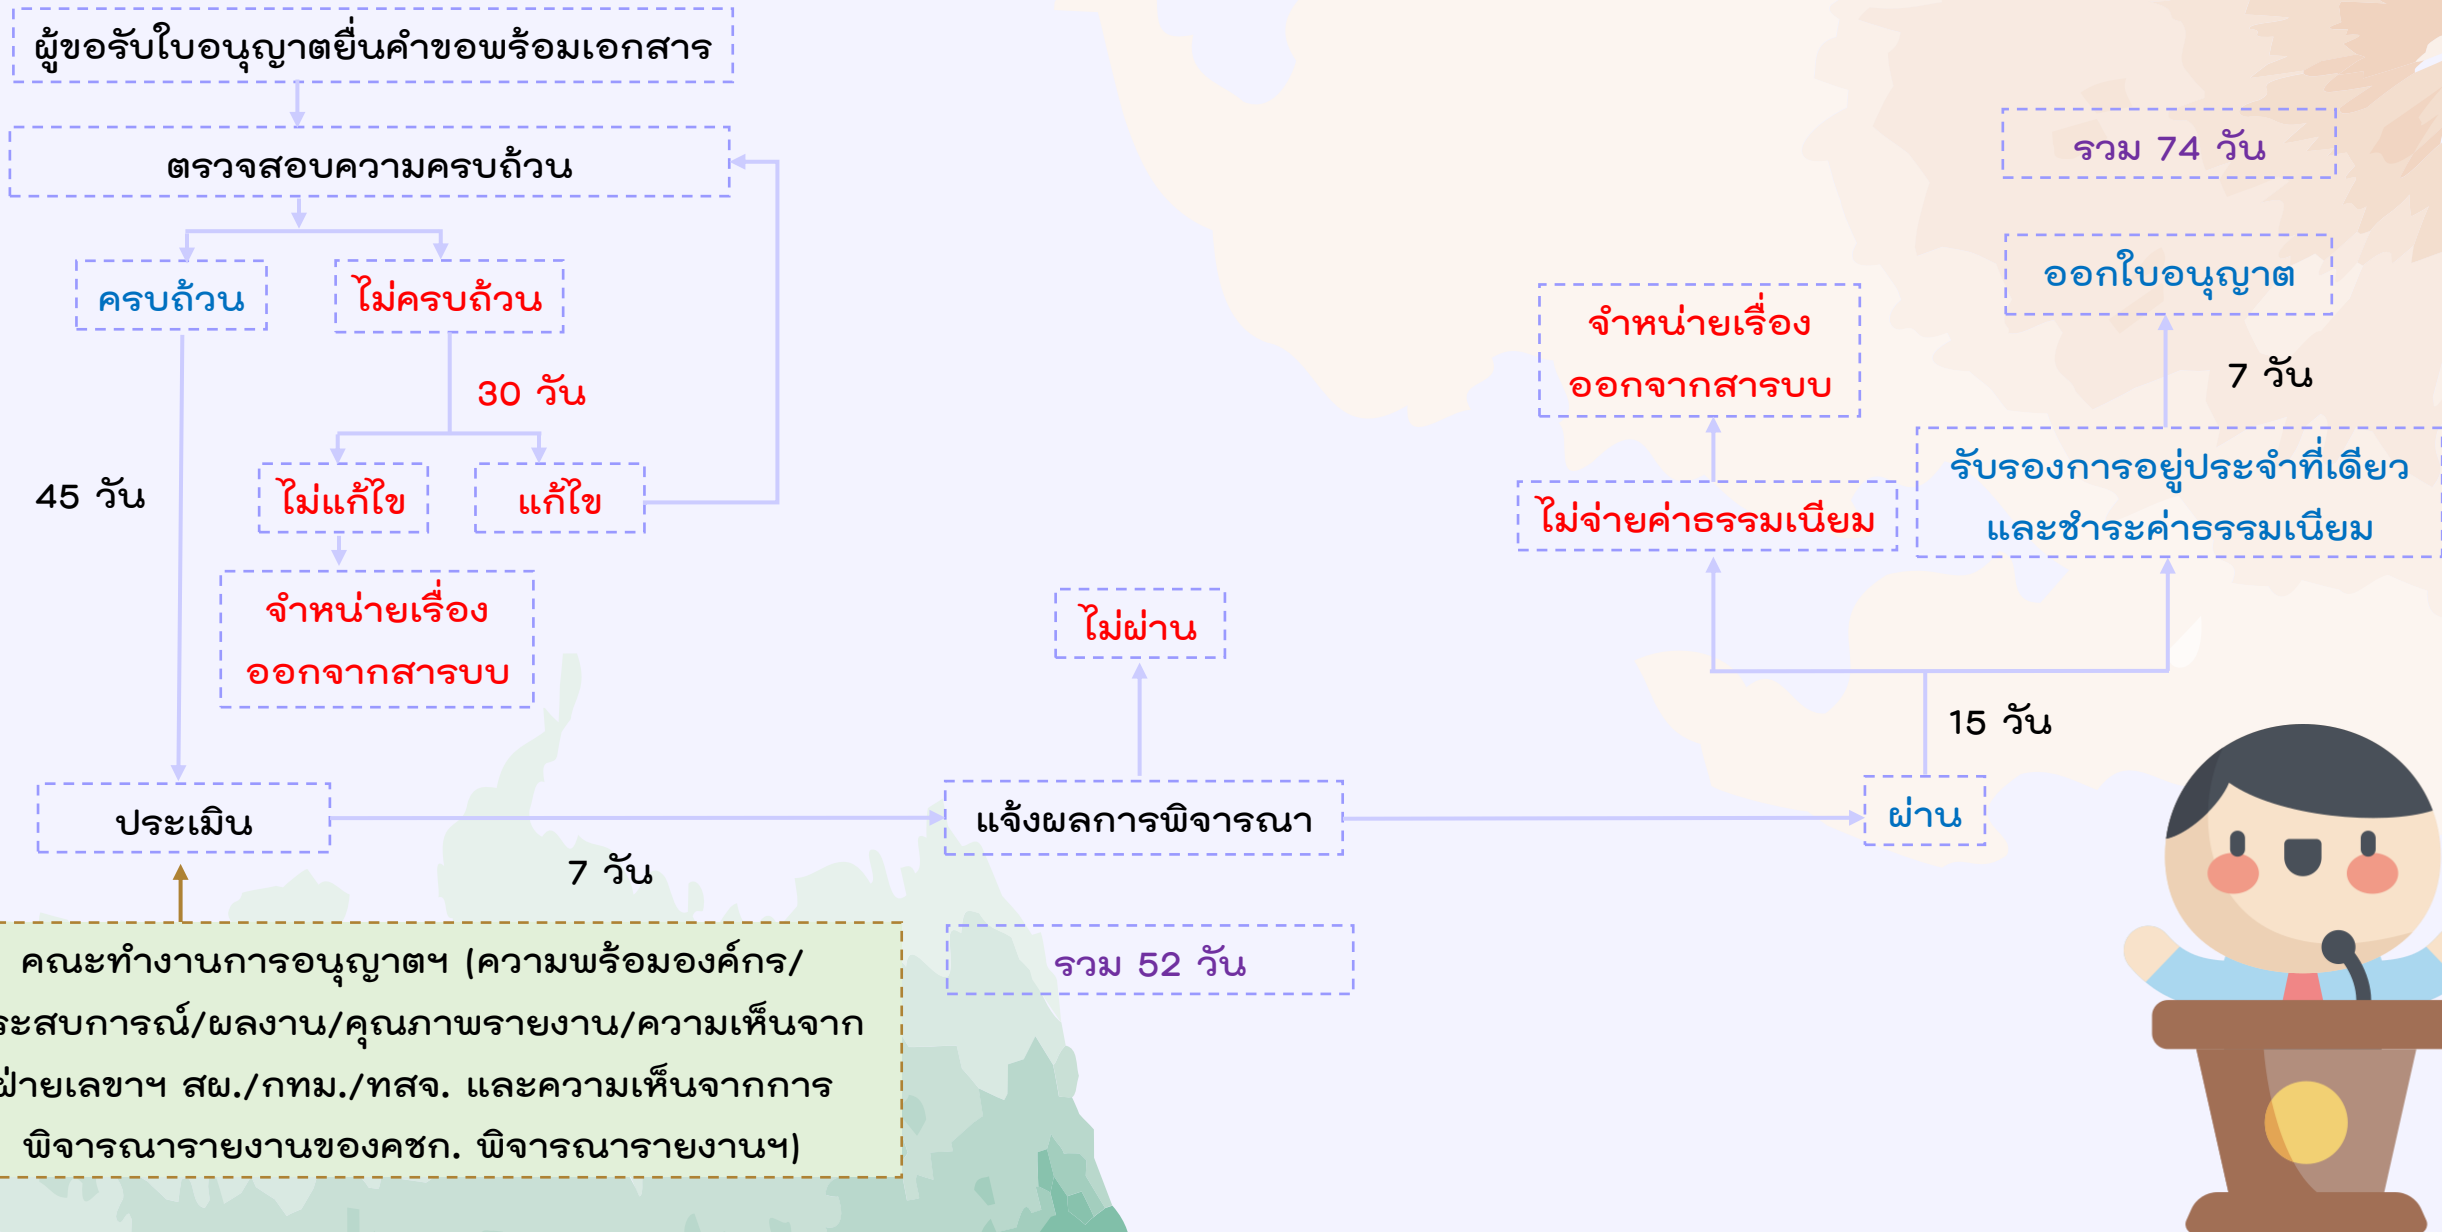 ผู้ขอรับใบอนุญาตยื่นคำขอพร้อมเอกสาร
ตรวจสอบความครบถ้วน
ครบถ้วน
ไม่ครบถ้วน
30 วัน
45 วัน
ไม่แก้ไข
แก้ไข
จำหน่ายเรื่อง
ออกจากสารบบ
ประเมิน
7 วัน
คณะทำงานการอนุญาตฯ (ความพร้อมองค์กร/
ระสบการณ์/ผลงาน/คุณภาพรายงาน/ความเห็นจาก
ฝ่ายเลขาฯ สผ./กทม./ทสจ. และความเห็นจากการ
พิจารณารายงานของคชก. พิจารณารายงานฯ)
ไม่ผ่าน
แจ้งผลการพิจารณา
รวม 52 วัน
ผ่าน
15 วัน
ไม่จ่ายค่าธรรมเนียม
จำหน่ายเรื่อง
ออกจากสารบบ
รับรองการอยู่ประจำที่เดียว
และชำระค่าธรรมเนียม
7 วัน
ออกใบอนุญาต
รวม 74 วัน